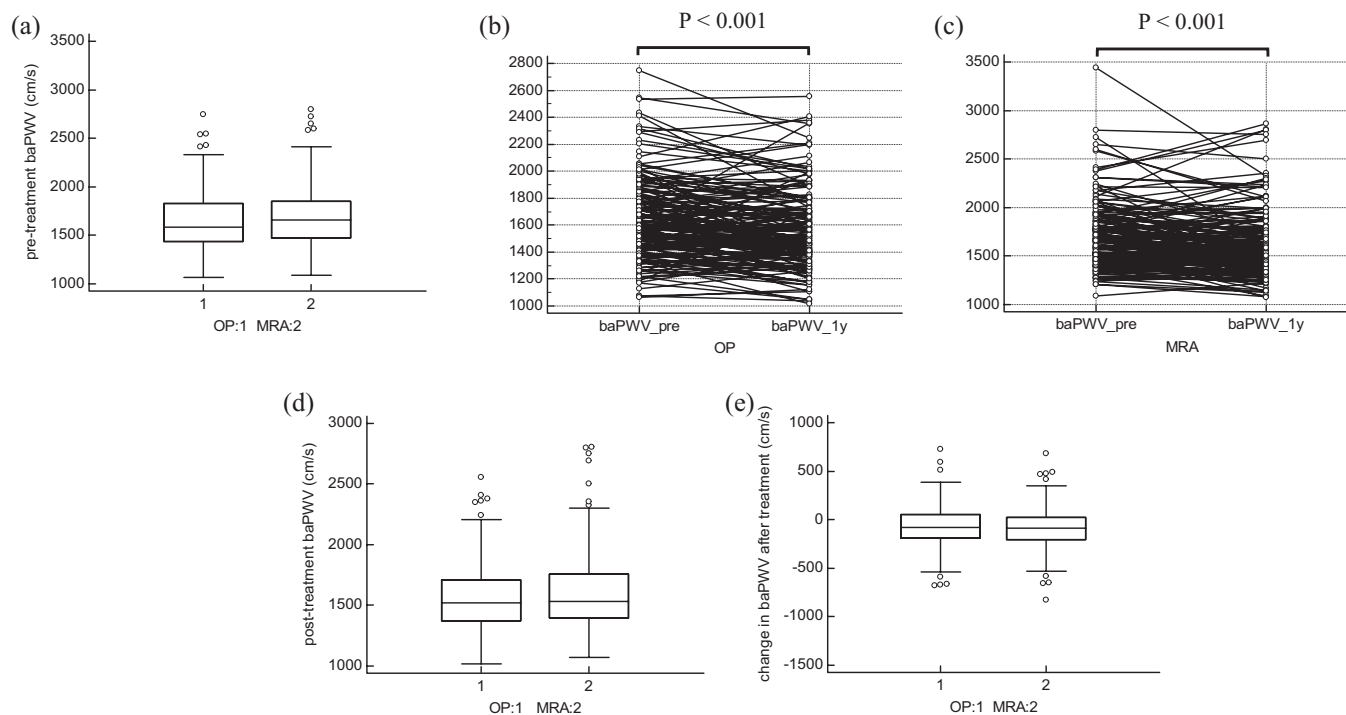 (a)
pre-treatment baPWV (cm/s)
3500
3000
2500
2000
1500
1000
1 2
OP:1 MRA:2
(b)
P < 0.001
2800
2600
2400
2200
2000
1800
1600
1400
1200
1000
baPWV_pre baPWV_1y
OP
(c)
P < 0.001
3500
3000
2500
2000
1500
1000
baPWV_pre baPWV_1y
MRA
(d)
post-treatment baPWV (cm/s)
3000
2500
2000
1500
1000
1 2
OP:1 MRA:2
(e)
change in baPWV after treatment (cm/s)
1000
500
0
-500
-1000
-1500
1 2
OP:1 MRA:2